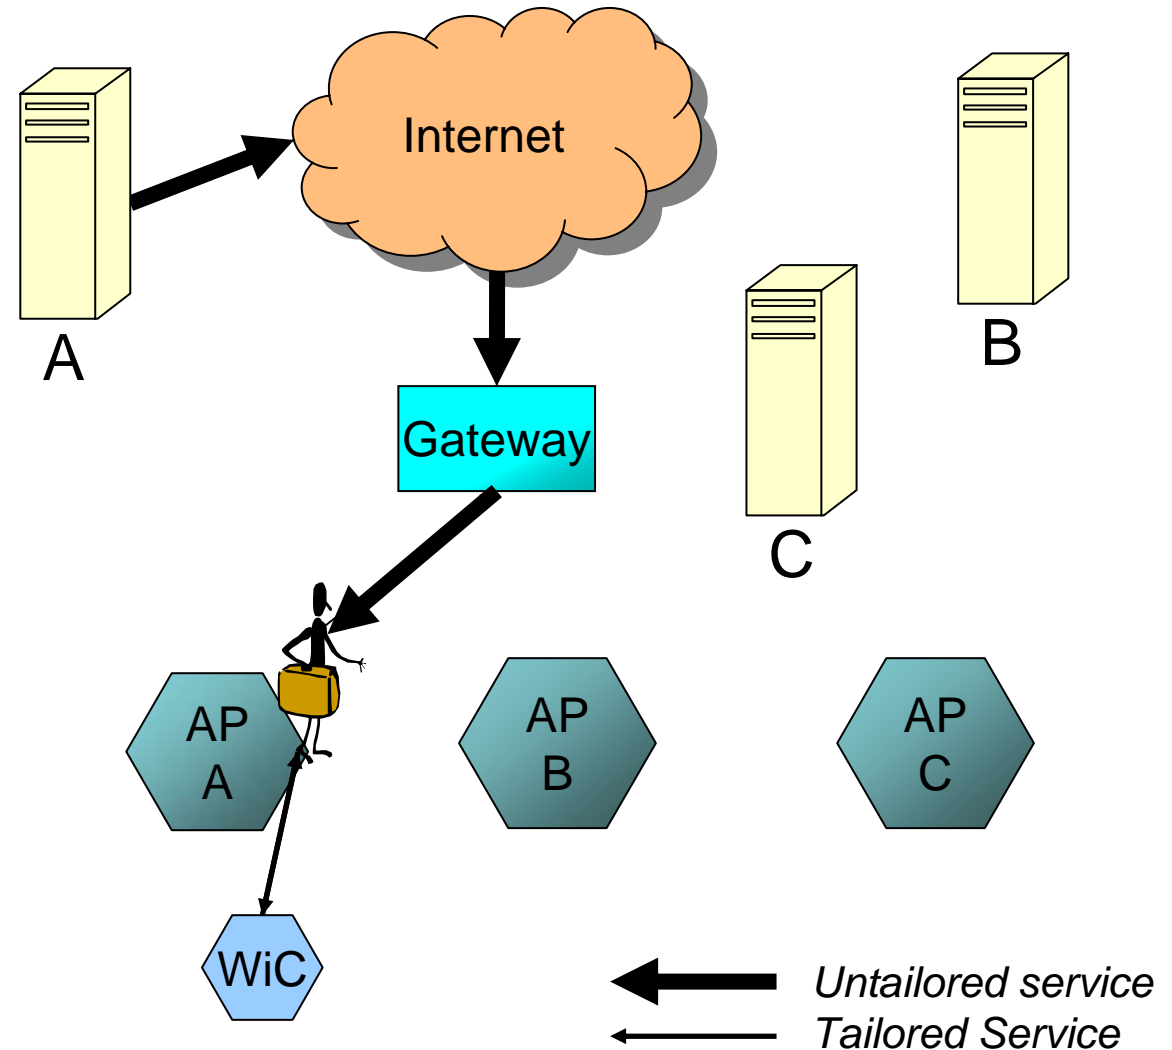 Internet
A
B
Gateway
C
AP
A
AP
B
AP
C
WiC
Untailored service
Tailored Service